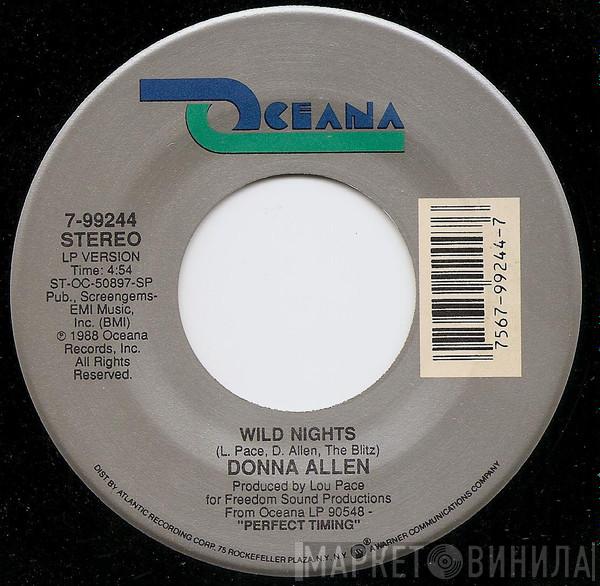 OCEANA
7-99244
STEREO
LP VERSION
Time: 4:54
ST-OC-50897-SP
Pub., Screengems-
EMI Music,
Inc. (BMI)
℗ 1988 Oceana
Records, Inc.
All Rights
Reserved.
7567-99244-7
WILD NIGHTS
(L. Pace, D. Allen, The Blitz)
DONNA ALLEN
Produced by Lou Pace
for Freedom Sound Productions
From Oceana LP 90548 -
"PERFECT TIMING"
DIST. BY ATLANTIC RECORDING CORP. 75 ROCKEFELLER PLAZA, N.Y., N.Y. A WARNER COMMUNICATIONS COMPANY
МАРКЕТ ВИНИЛА